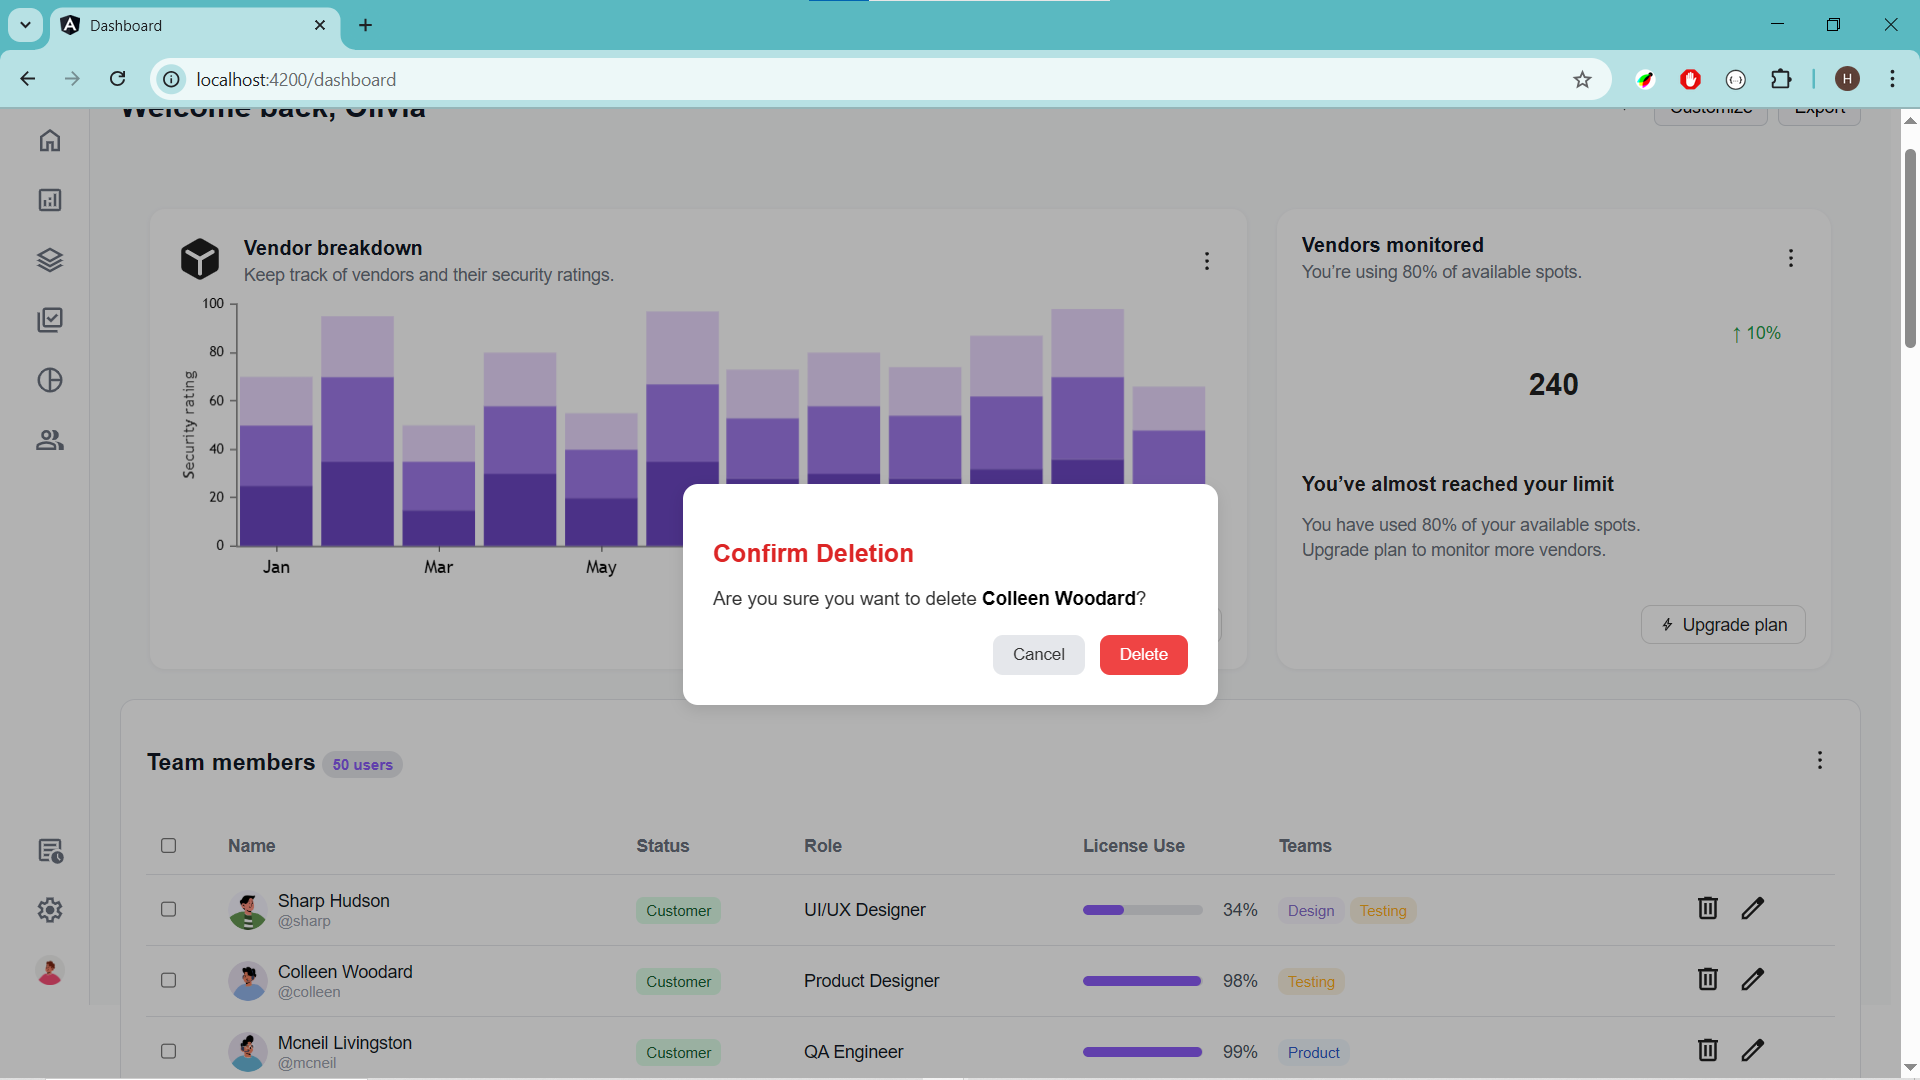 Dashboard
localhost:4200/dashboard
H
Welcome back, Olivia
Customize
Export
Vendor breakdown
Keep track of vendors and their security ratings.
Security rating
100
80
60
40
20
0
Jan
Mar
May
Vendors monitored
You're using 80% of available spots.
↑ 10%
240
You've almost reached your limit
You have used 80% of your available spots.
Upgrade plan to monitor more vendors.
Upgrade plan
Confirm Deletion
Are you sure you want to delete Colleen Woodard?
Cancel
Delete
Team members 50 users
Name Status Role License Use Teams
Sharp Hudson
@sharp
Customer UI/UX Designer 34% Design Testing
Colleen Woodard
@colleen
Customer Product Designer 98% Testing
Mcneil Livingston
@mcneil
Customer QA Engineer 99% Product